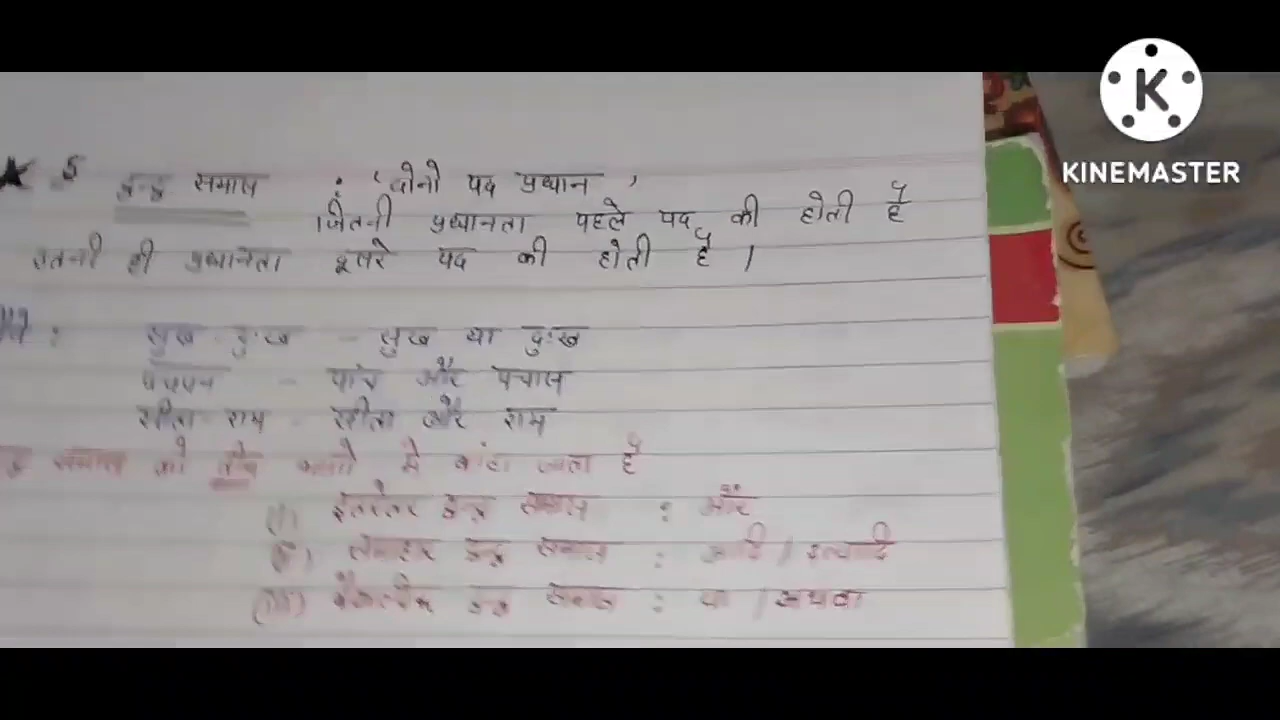 5 द्वन्द्व समास : ‘दोनो पद प्रधान’
जितनी प्रधानता पहले पद की होती है
उतनी ही प्रधानता दूसरे पद की होती है ।
सुख - दुःख - सुख या दुःख
पचपन - पांच और पचास
सीता - राम - सीता और राम
समास को तीन भागो मे बांटा जाता है
(i) इतरेतर द्वन्द्व समास : और
(ii) समाहार द्वन्द्व समास : आदि / इत्यादि
(iii) वैकल्पिक द्वन्द्व समास : या / अथवा
K
KINEMASTER